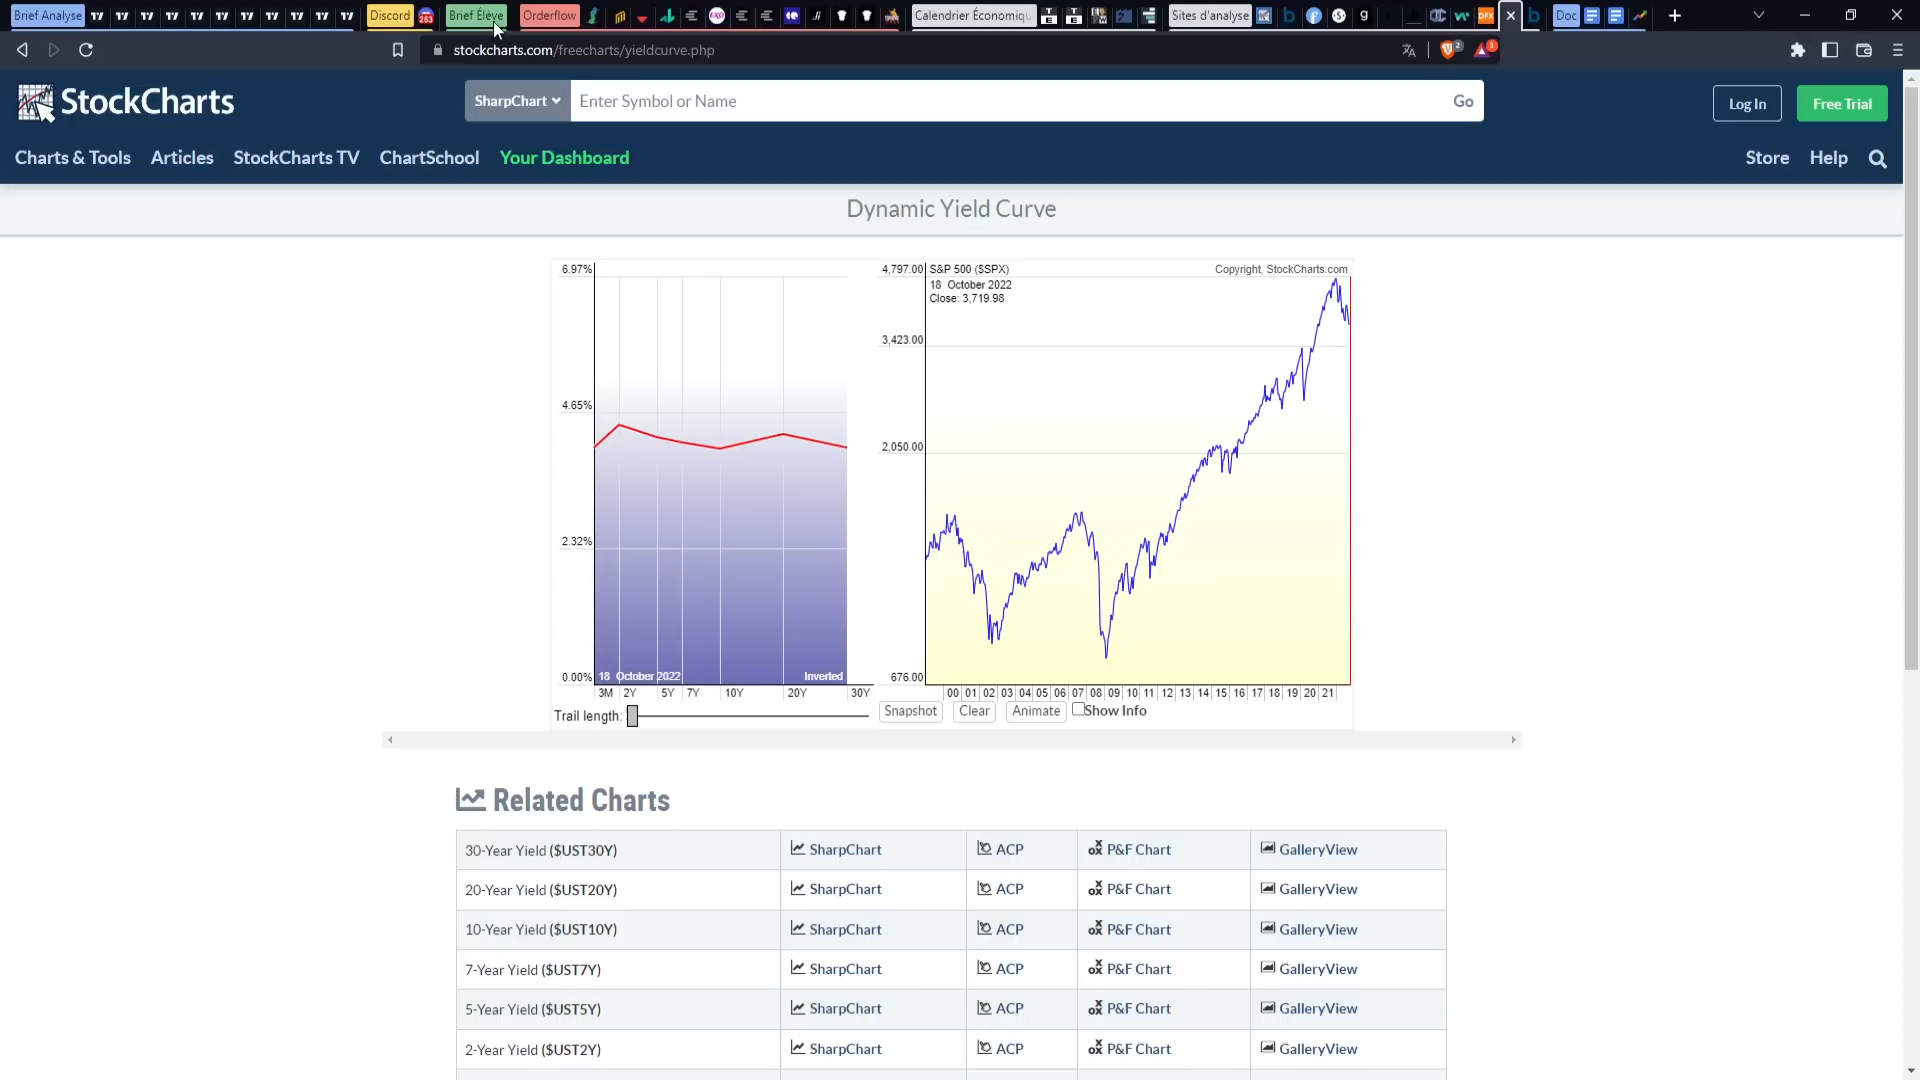 Brief Analyse
Discord
253
Brief Élève
Orderflow
Calendrier Économiqu
Sites d'analyse
Doc
stockcharts.com/freecharts/yieldcurve.php
2
1
StockCharts
SharpChart
Enter Symbol or Name
Go
Log In
Free Trial
Charts & Tools
Articles
StockCharts TV
ChartSchool
Your Dashboard
Store
Help
Dynamic Yield Curve
6.97%
4.65%
2.32%
0.00%
18 October 2022
Inverted
3M 2Y 5Y 7Y 10Y 20Y 30Y
4,797.00
3,423.00
2,050.00
676.00
S&P 500 ($SPX)
18 October 2022
Close: 3,719.98
Copyright, StockCharts.com
00 01 02 03 04 05 06 07 08 09 10 11 12 13 14 15 16 17 18 19 20 21
Trail length:
Snapshot
Clear
Animate
Show Info
Related Charts
30-Year Yield ($UST30Y) SharpChart ACP P&F Chart GalleryView
20-Year Yield ($UST20Y) SharpChart ACP P&F Chart GalleryView
10-Year Yield ($UST10Y) SharpChart ACP P&F Chart GalleryView
7-Year Yield ($UST7Y) SharpChart ACP P&F Chart GalleryView
5-Year Yield ($UST5Y) SharpChart ACP P&F Chart GalleryView
2-Year Yield ($UST2Y) SharpChart ACP P&F Chart GalleryView